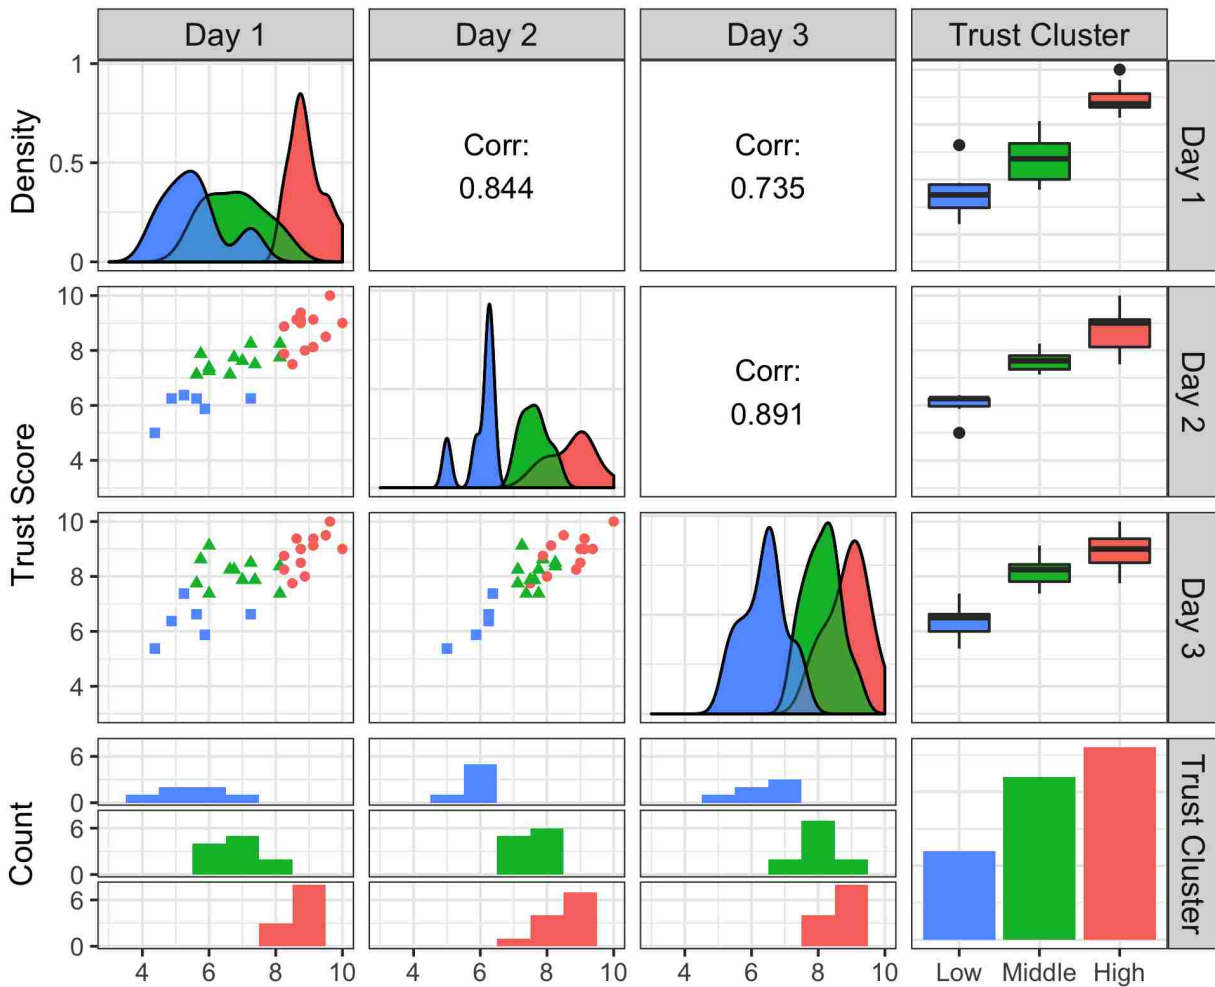 Day 1
Day 2
Day 3
Trust Cluster
Density
1
0.5
0
Corr:
0.844
Corr:
0.735
Day 1
Trust Score
10
8
6
4
Corr:
0.891
Day 2
10
8
6
4
Day 3
Count
6
0
6
0
6
0
Trust Cluster
4 6 8 10
4 6 8 10
4 6 8 10
Low Middle High